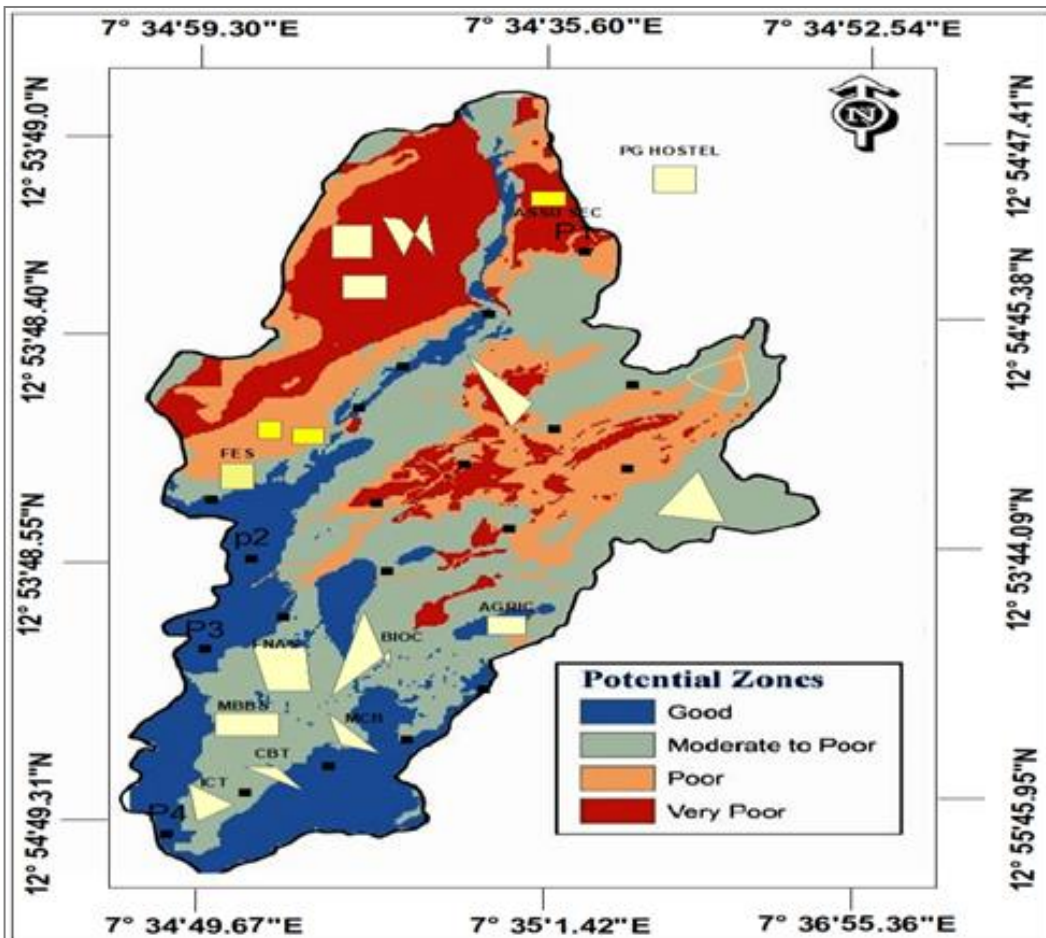 7° 34'59.30"E 7° 34'35.60"E 7° 34'52.54"E
12° 53'49.0"N
12° 54'47.41"N
N
PG HOSTEL
ASSU SEC
P1
12° 53'48.40"N
12° 54'45.38"N
FES
p2
12° 53'48.55"N
12° 53'44.09"N
P3
AGRIC
FNAS
BIOC
MBBS
MCB
CBT
ICT
P4
Potential Zones
Good
Moderate to Poor
Poor
Very Poor
12° 54'49.31"N
12° 55'45.95"N
7° 34'49.67"E 7° 35'1.42"E 7° 36'55.36"E